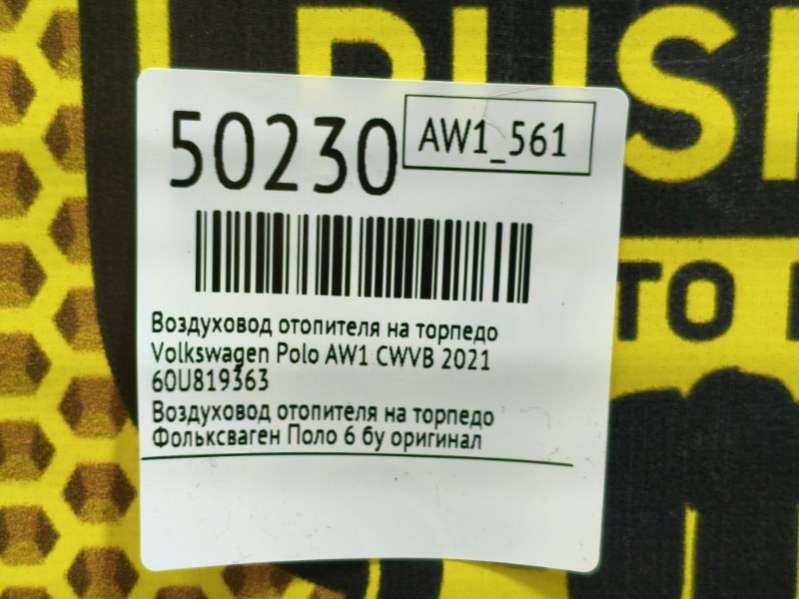 50230
AW1_561
Воздуховод отопителя на торпедо
Volkswagen Polo AW1 CWVB 2021
60U819363
Воздуховод отопителя на торпедо
Фольксваген Поло 6 бу оригинал